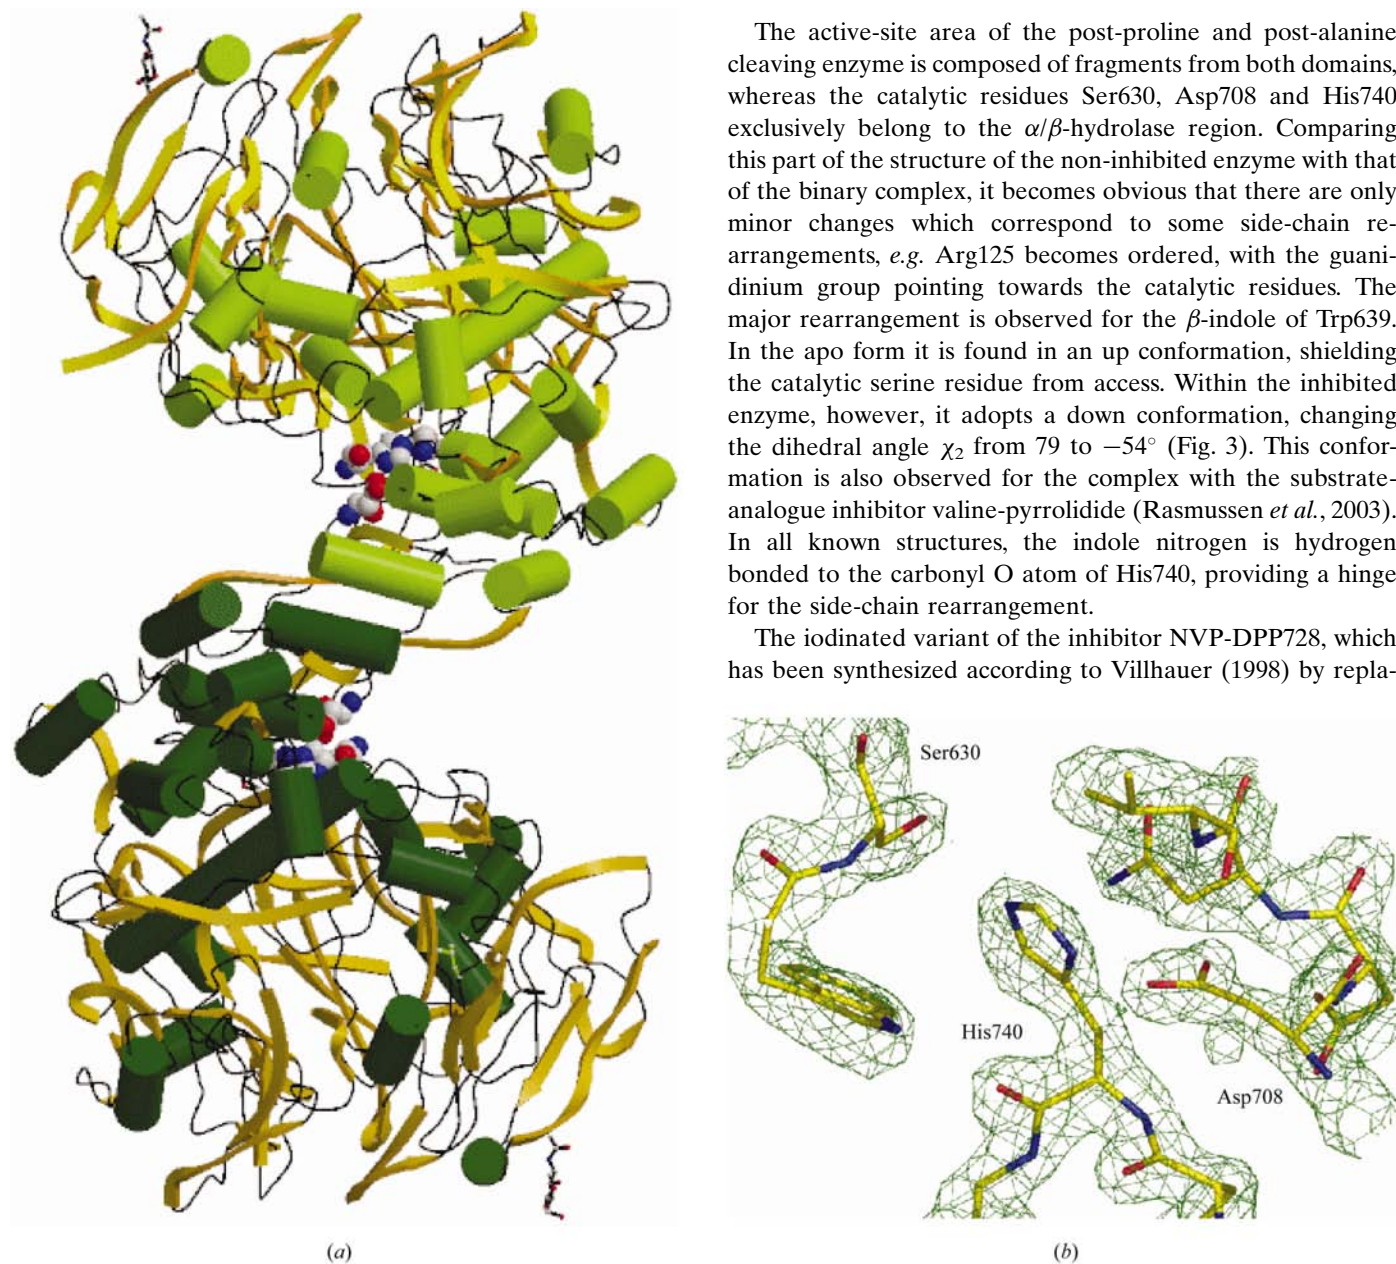 The active-site area of the post-proline and post-alanine
cleaving enzyme is composed of fragments from both domains,
whereas the catalytic residues Ser630, Asp708 and His740
exclusively belong to the α/β-hydrolase region. Comparing
this part of the structure of the non-inhibited enzyme with that
of the binary complex, it becomes obvious that there are only
minor changes which correspond to some side-chain re-
arrangements, e.g. Arg125 becomes ordered, with the guani-
dinium group pointing towards the catalytic residues. The
major rearrangement is observed for the β-indole of Trp639.
In the apo form it is found in an up conformation, shielding
the catalytic serine residue from access. Within the inhibited
enzyme, however, it adopts a down conformation, changing
the dihedral angle χ₂ from 79 to −54° (Fig. 3). This confor-
mation is also observed for the complex with the substrate-
analogue inhibitor valine-pyrrolidide (Rasmussen et al., 2003).
In all known structures, the indole nitrogen is hydrogen
bonded to the carbonyl O atom of His740, providing a hinge
for the side-chain rearrangement.
The iodinated variant of the inhibitor NVP-DPP728, which
has been synthesized according to Villhauer (1998) by repla-
Ser630
His740
Asp708
(a)
(b)